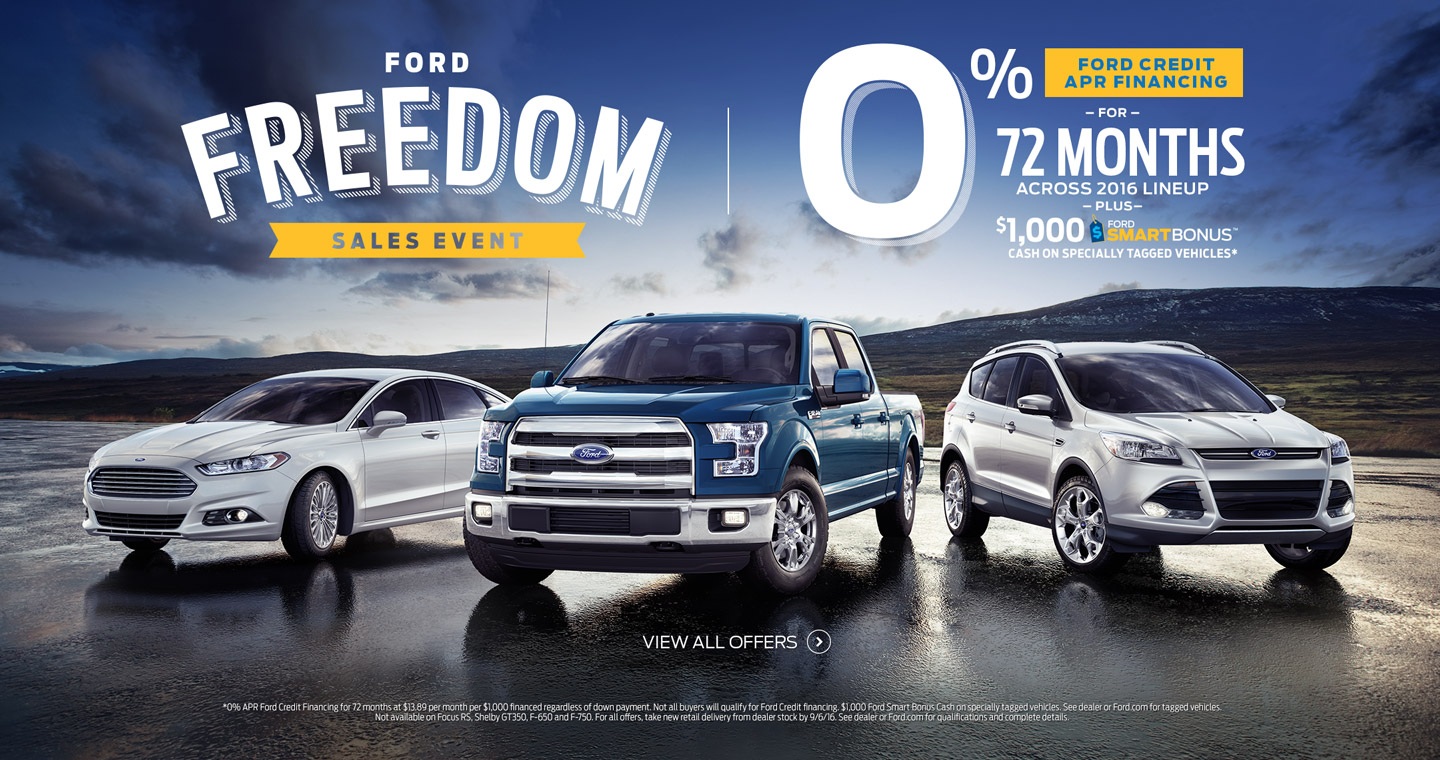 FORD
FREEDOM
SALES EVENT
0%
FORD CREDIT
APR FINANCING
– FOR –
72 MONTHS
ACROSS 2016 LINEUP
– PLUS –
$1,000 FORD SMARTBONUS™
CASH ON SPECIALLY TAGGED VEHICLES*
Ford
Ford
VIEW ALL OFFERS
*0% APR Ford Credit Financing for 72 months at $13.89 per month per $1,000 financed regardless of down payment. Not all buyers will qualify for Ford Credit financing. $1,000 Ford Smart Bonus Cash on specially tagged vehicles. See dealer or Ford.com for tagged vehicles.
Not available on Focus RS, Shelby GT350, F-650 and F-750. For all offers, take new retail delivery from dealer stock by 9/6/16. See dealer or Ford.com for qualifications and complete details.